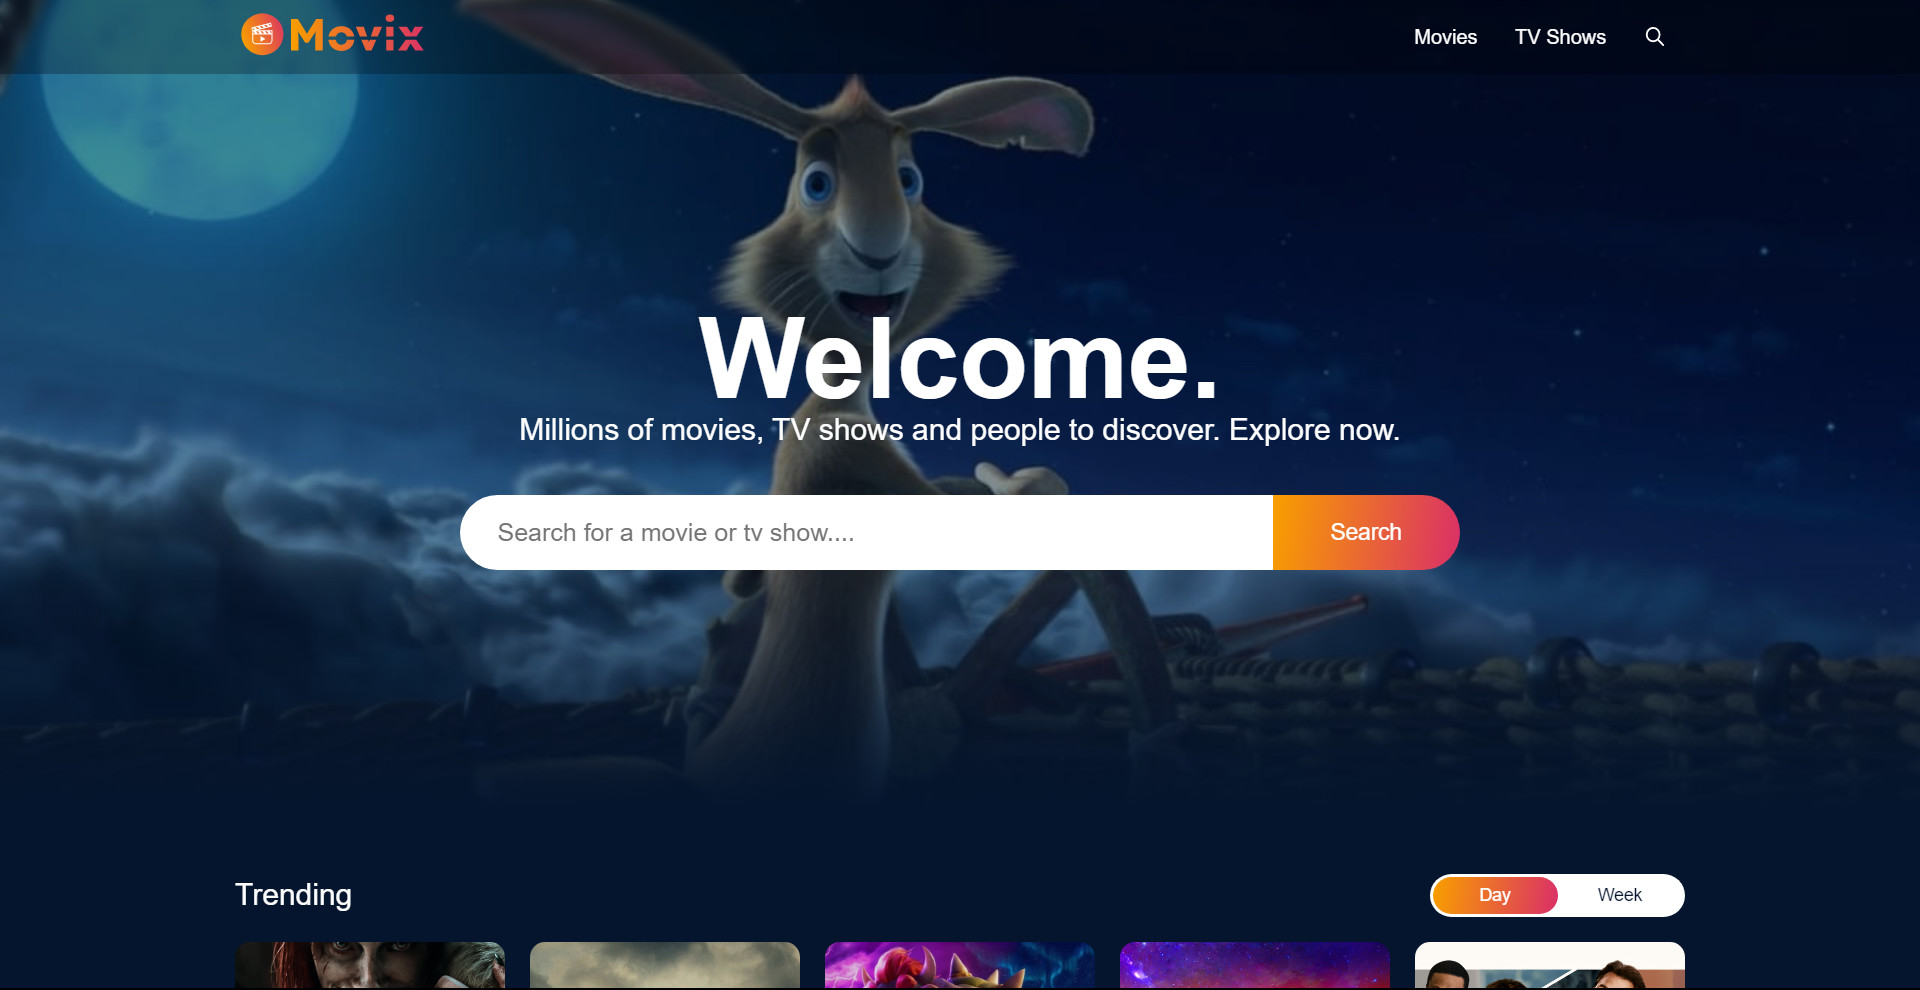 Movix
Movies
TV Shows
Welcome.
Millions of movies, TV shows and people to discover. Explore now.
Search for a movie or tv show....
Search
Trending
Day
Week